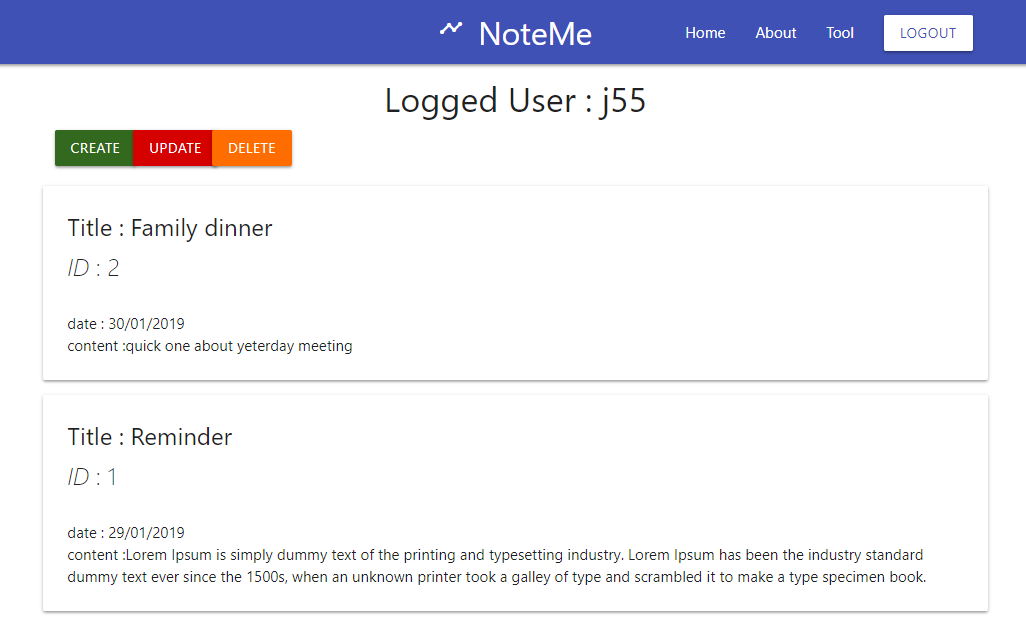 NoteMe
Home About Tool LOGOUT
Logged User : j55
CREATE UPDATE DELETE
Title : Family dinner
ID : 2
date : 30/01/2019
content :quick one about yeterday meeting
Title : Reminder
ID : 1
date : 29/01/2019
content :Lorem Ipsum is simply dummy text of the printing and typesetting industry. Lorem Ipsum has been the industry standard
dummy text ever since the 1500s, when an unknown printer took a galley of type and scrambled it to make a type specimen book.